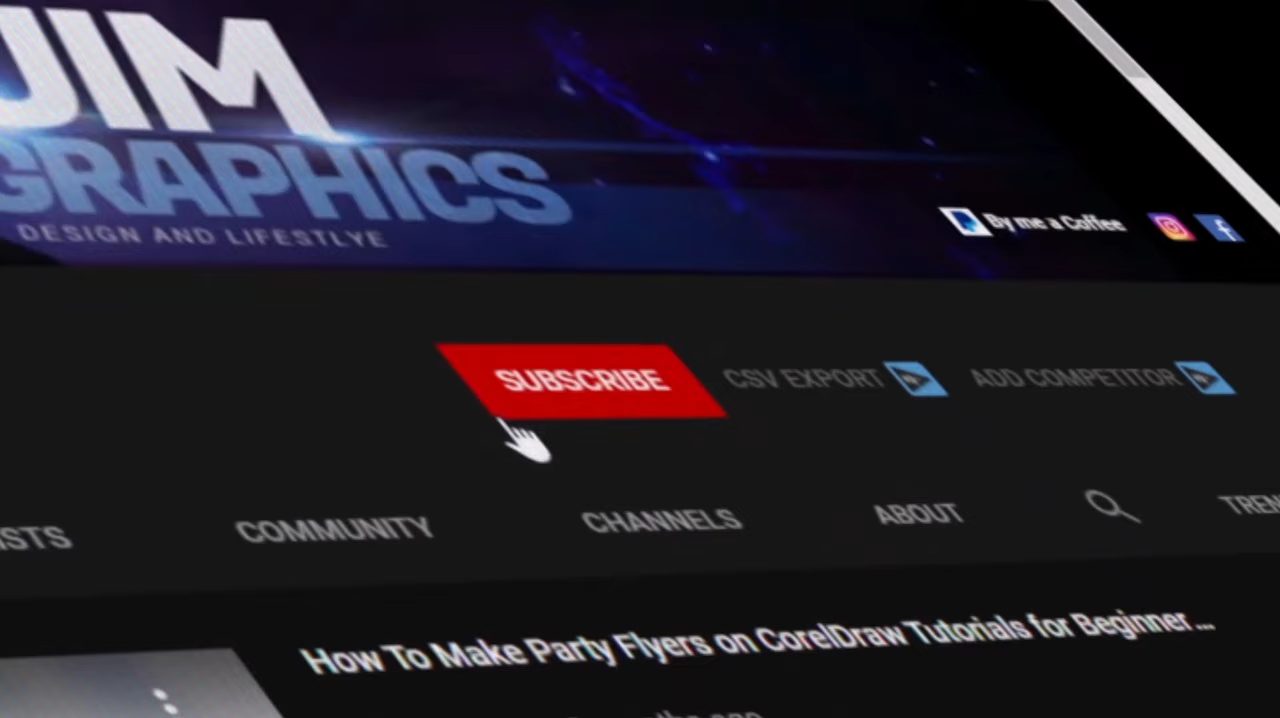 JIM
GRAPHICS
DESIGN AND LIFESTLYE
By me a Coffee
SUBSCRIBE CSV EXPORT ADD COMPETITOR
ISTS COMMUNITY CHANNELS ABOUT TREN
How To Make Party Flyers on CorelDraw Tutorials for Beginner...